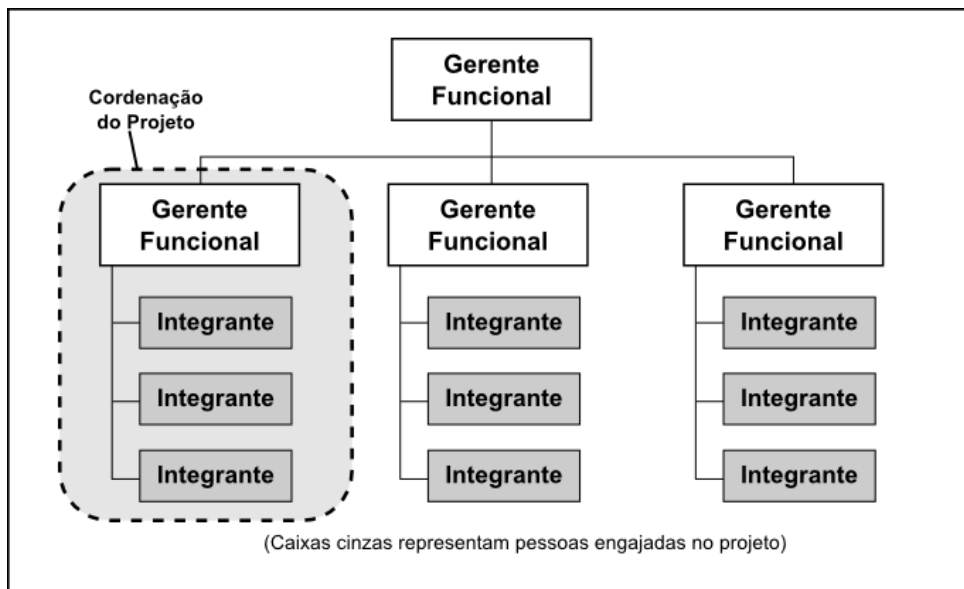 Gerente
Funcional
Cordenação
do Projeto
Gerente
Funcional
Integrante
Integrante
Integrante
Gerente
Funcional
Integrante
Integrante
Integrante
Gerente
Funcional
Integrante
Integrante
Integrante
(Caixas cinzas representam pessoas engajadas no projeto)